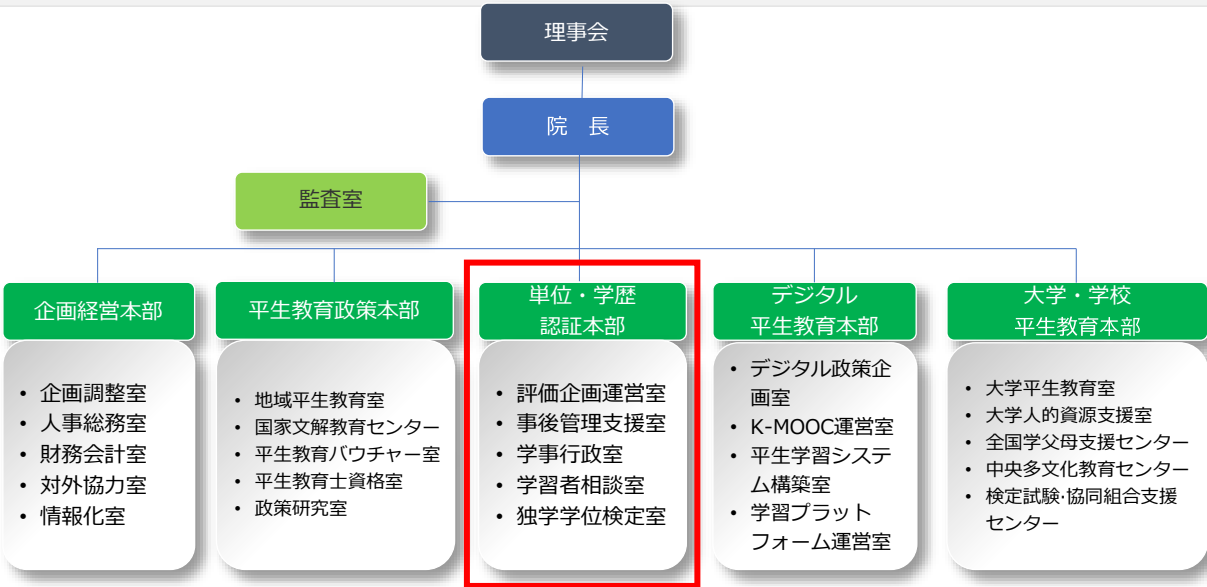 理事会
院　長
監査室
企画経営本部
• 企画調整室
• 人事総務室
• 財務会計室
• 対外協力室
• 情報化室
平生教育政策本部
• 地域平生教育室
• 国家文解教育センター
• 平生教育バウチャー室
• 平生教育士資格室
• 政策研究室
単位・学歴
認証本部
• 評価企画運営室
• 事後管理支援室
• 学事行政室
• 学習者相談室
• 独学学位検定室
デジタル
平生教育本部
• デジタル政策企
画室
• K-MOOC運営室
• 平生学習システ
ム構築室
• 学習プラット
フォーム運営室
大学・学校
平生教育本部
• 大学平生教育室
• 大学人的資源支援室
• 全国学父母支援センター
• 中央多文化教育センター
• 検定試験·協同組合支援
センター